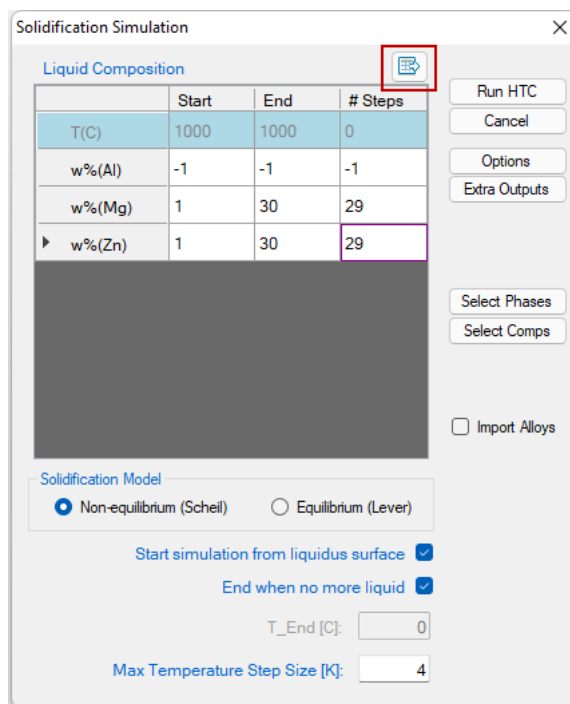 Solidification Simulation
Liquid Composition
Start End # Steps
T(C) 1000 1000 0
w%(Al) -1 -1 -1
w%(Mg) 1 30 29
w%(Zn) 1 30 29
Run HTC
Cancel
Options
Extra Outputs
Select Phases
Select Comps
Import Alloys
Solidification Model
Non-equilibrium (Scheil) Equilibrium (Lever)
Start simulation from liquidus surface
End when no more liquid
T_End [C]: 0
Max Temperature Step Size [K]: 4